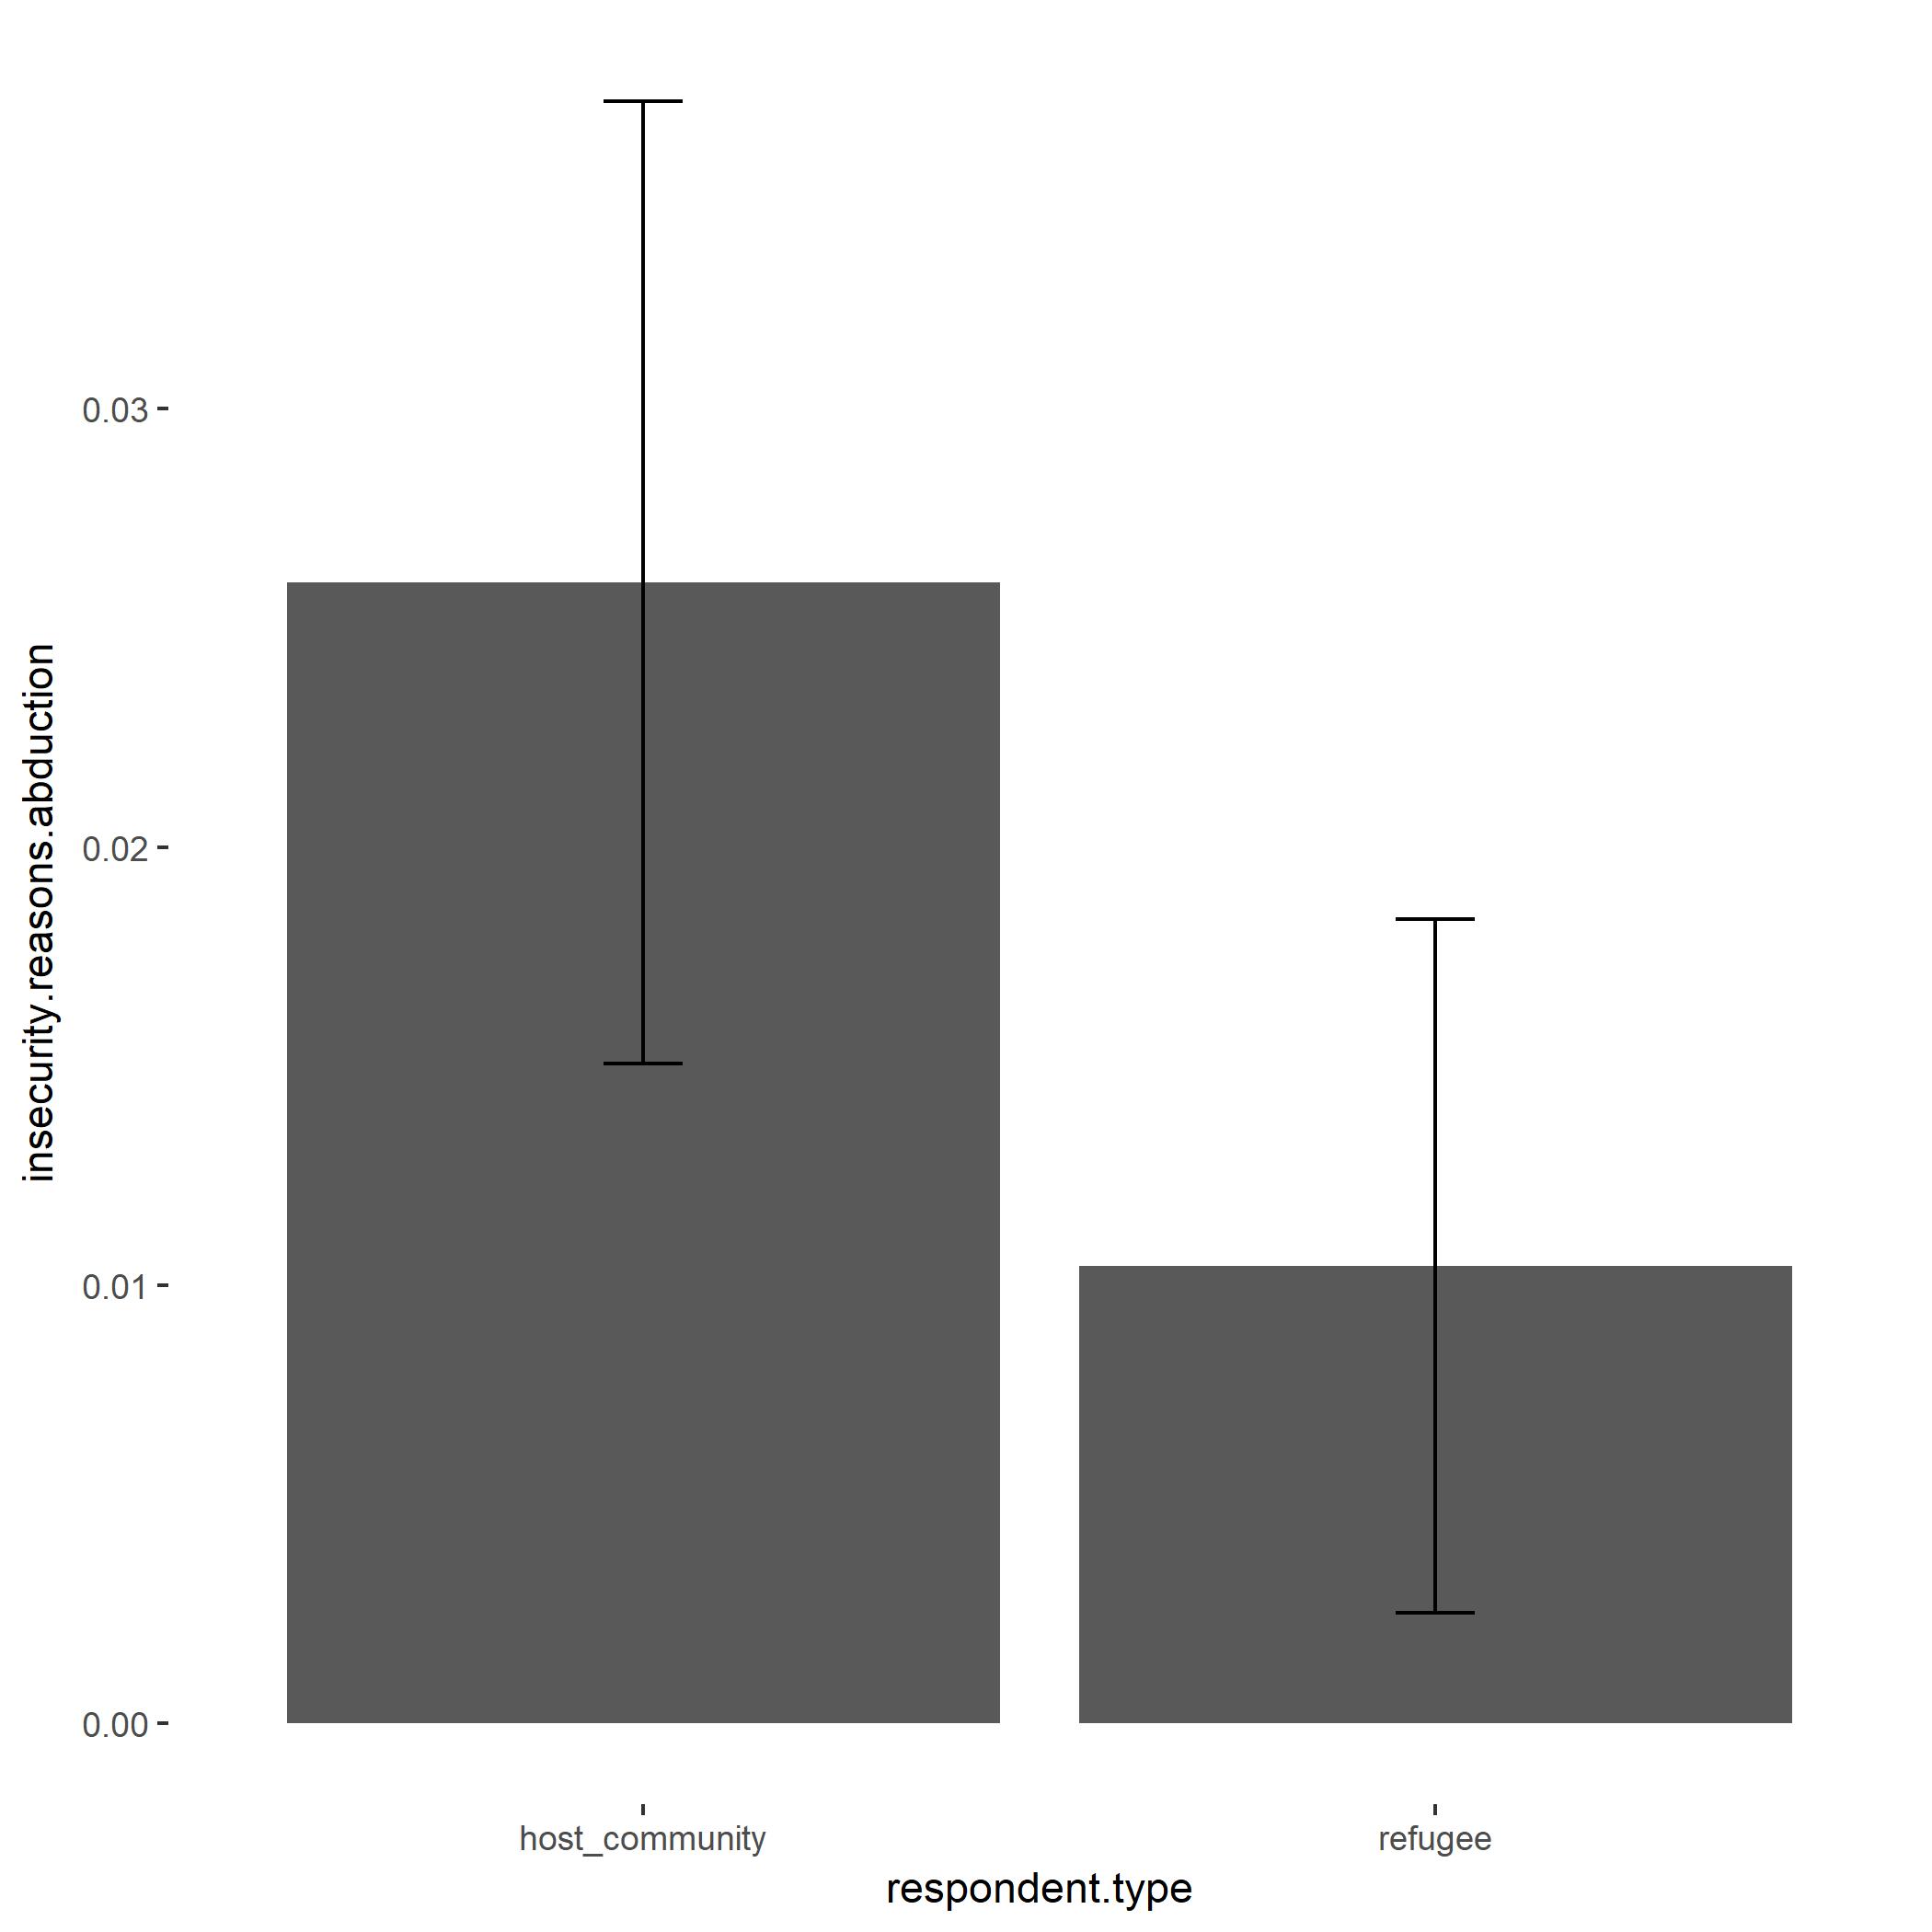 insecurity.reasons.abduction
0.03
0.02
0.01
0.00
host_community
refugee
respondent.type